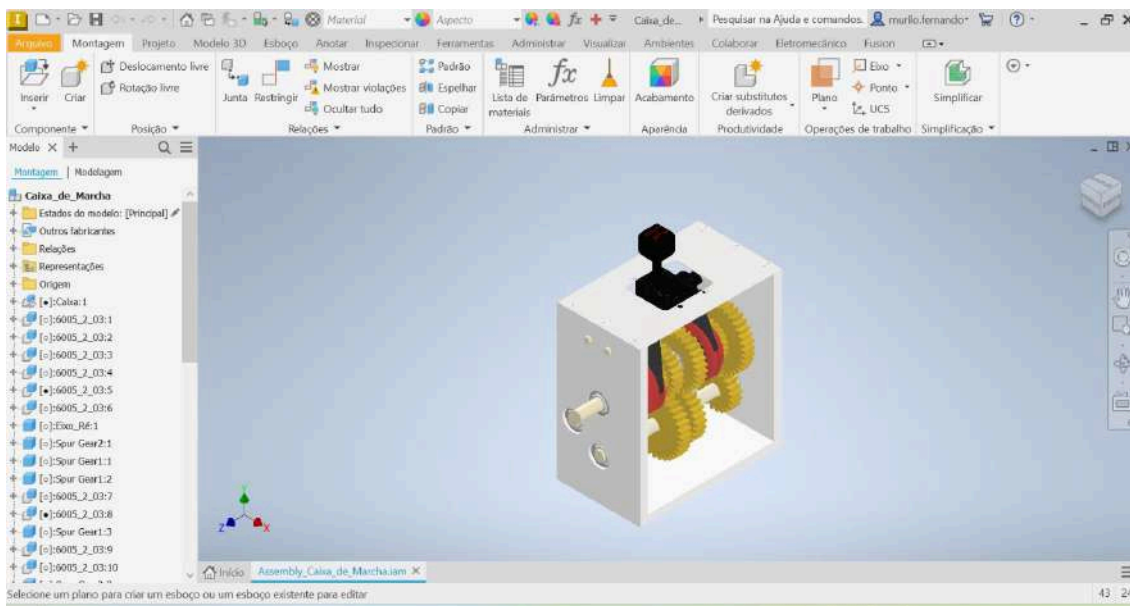 Material
Aspecto
fx
Caixa_de...
Pesquisar na Ajuda e comandos.
murilo.fernando
Arquivo Montagem Projeto Modelo 3D Esboço Anotar Inspecionar Ferramentas Administrar Visualizar Ambientes Colaborar Eletromecânico Fusion
Inserir
Criar
Deslocamento livre
Rotação livre
Junta
Restringir
Mostrar
Mostrar violações
Ocultar tudo
Padrão
Espelhar
Copiar
Lista de materiais
fx
Parâmetros
Limpar
Acabamento
Criar substitutos
derivados
Plano
Eixo
Ponto
UCS
Simplificar
Componente Posição Relações Padrão Administrar Aparência Produtividade Operações de trabalho Simplificação
Modelo
Montagem | Modelagem
Caixa_de_Marcha
Estados do modelo: [Principal]
Outros fabricantes
Relações
Representações
Origem
[•]:Caixa:1
[○]:6005_2_03:1
[○]:6005_2_03:2
[○]:6005_2_03:3
[○]:6005_2_03:4
[•]:6005_2_03:5
[○]:6005_2_03:6
[○]:Eixo_Ré:1
[○]:Spur Gear2:1
[○]:Spur Gear1:1
[○]:Spur Gear1:2
[○]:6005_2_03:7
[•]:6005_2_03:8
[○]:Spur Gear1:3
[○]:6005_2_03:9
[○]:6005_2_03:10
Y
Z
X
Início
Assembly_Caixa_de_Marcha.iam
Selecione um plano para criar um esboço ou um esboço existente para editar
43 24